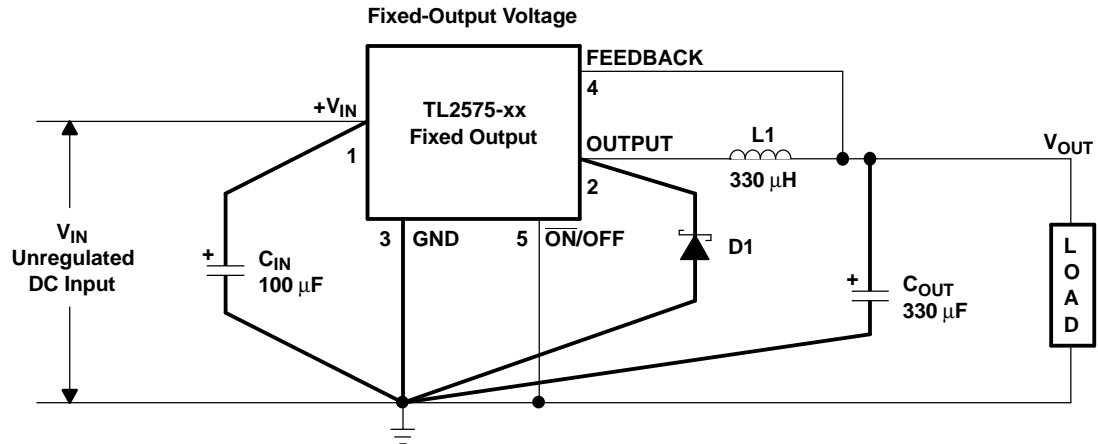 Fixed-Output Voltage
FEEDBACK
4
+VIN
TL2575-xx
Fixed Output
1
OUTPUT
L1
VOUT
2
330 μH
3 GND
5 ON/OFF
D1
VIN
Unregulated
DC Input
+
CIN
100 μF
+
COUT
330 μF
L
O
A
D